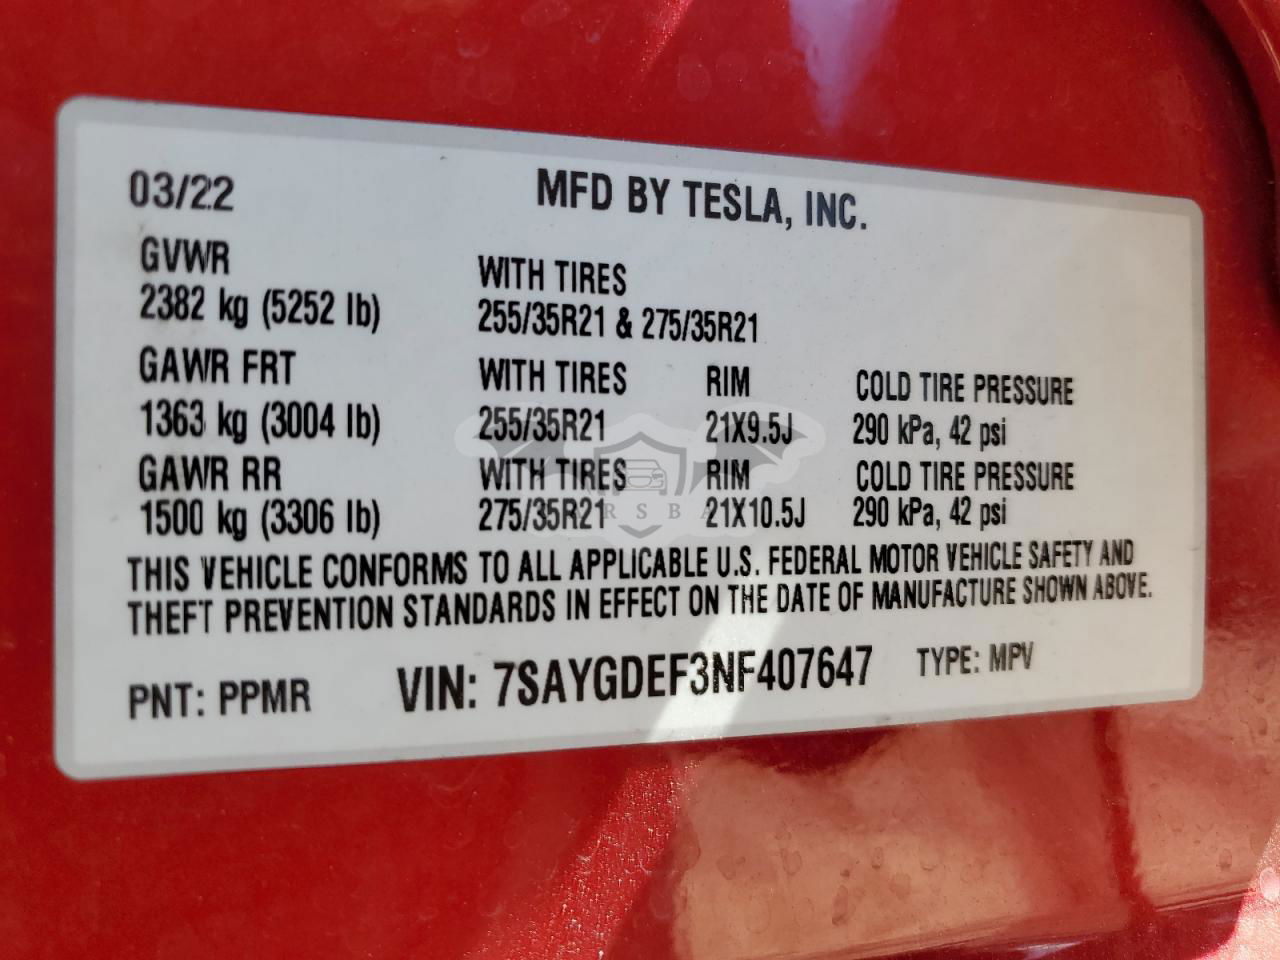 03/22 MFD BY TESLA, INC.
GVWR WITH TIRES
2382 kg (5252 lb) 255/35R21 & 275/35R21
GAWR FRT WITH TIRES RIM COLD TIRE PRESSURE
1363 kg (3004 lb) 255/35R21 21X9.5J 290 kPa, 42 psi
GAWR RR WITH TIRES RIM COLD TIRE PRESSURE
1500 kg (3306 lb) 275/35R21 21X10.5J 290 kPa, 42 psi
THIS VEHICLE CONFORMS TO ALL APPLICABLE U.S. FEDERAL MOTOR VEHICLE SAFETY AND
THEFT PREVENTION STANDARDS IN EFFECT ON THE DATE OF MANUFACTURE SHOWN ABOVE.
PNT: PPMR VIN: 7SAYGDEF3NF407647 TYPE: MPV